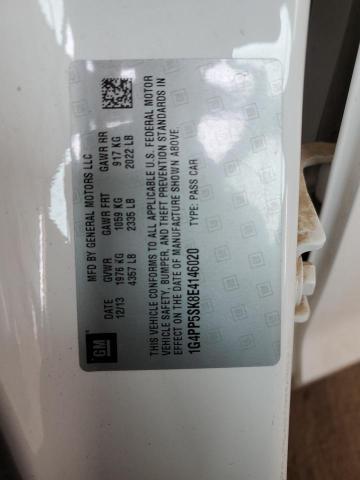 GM
MFD BY GENERAL MOTORS LLC
DATE GVWR GAWR FRT GAWR RR
12/13 1976 KG 1059 KG 917 KG
4357 LB 2335 LB 2022 LB
THIS VEHICLE CONFORMS TO ALL APPLICABLE U.S. FEDERAL MOTOR
VEHICLE SAFETY, BUMPER, AND THEFT PREVENTION STANDARDS IN
EFFECT ON THE DATE OF MANUFACTURE SHOWN ABOVE.
1G4PP5SK8E4146020 TYPE: PASS CAR